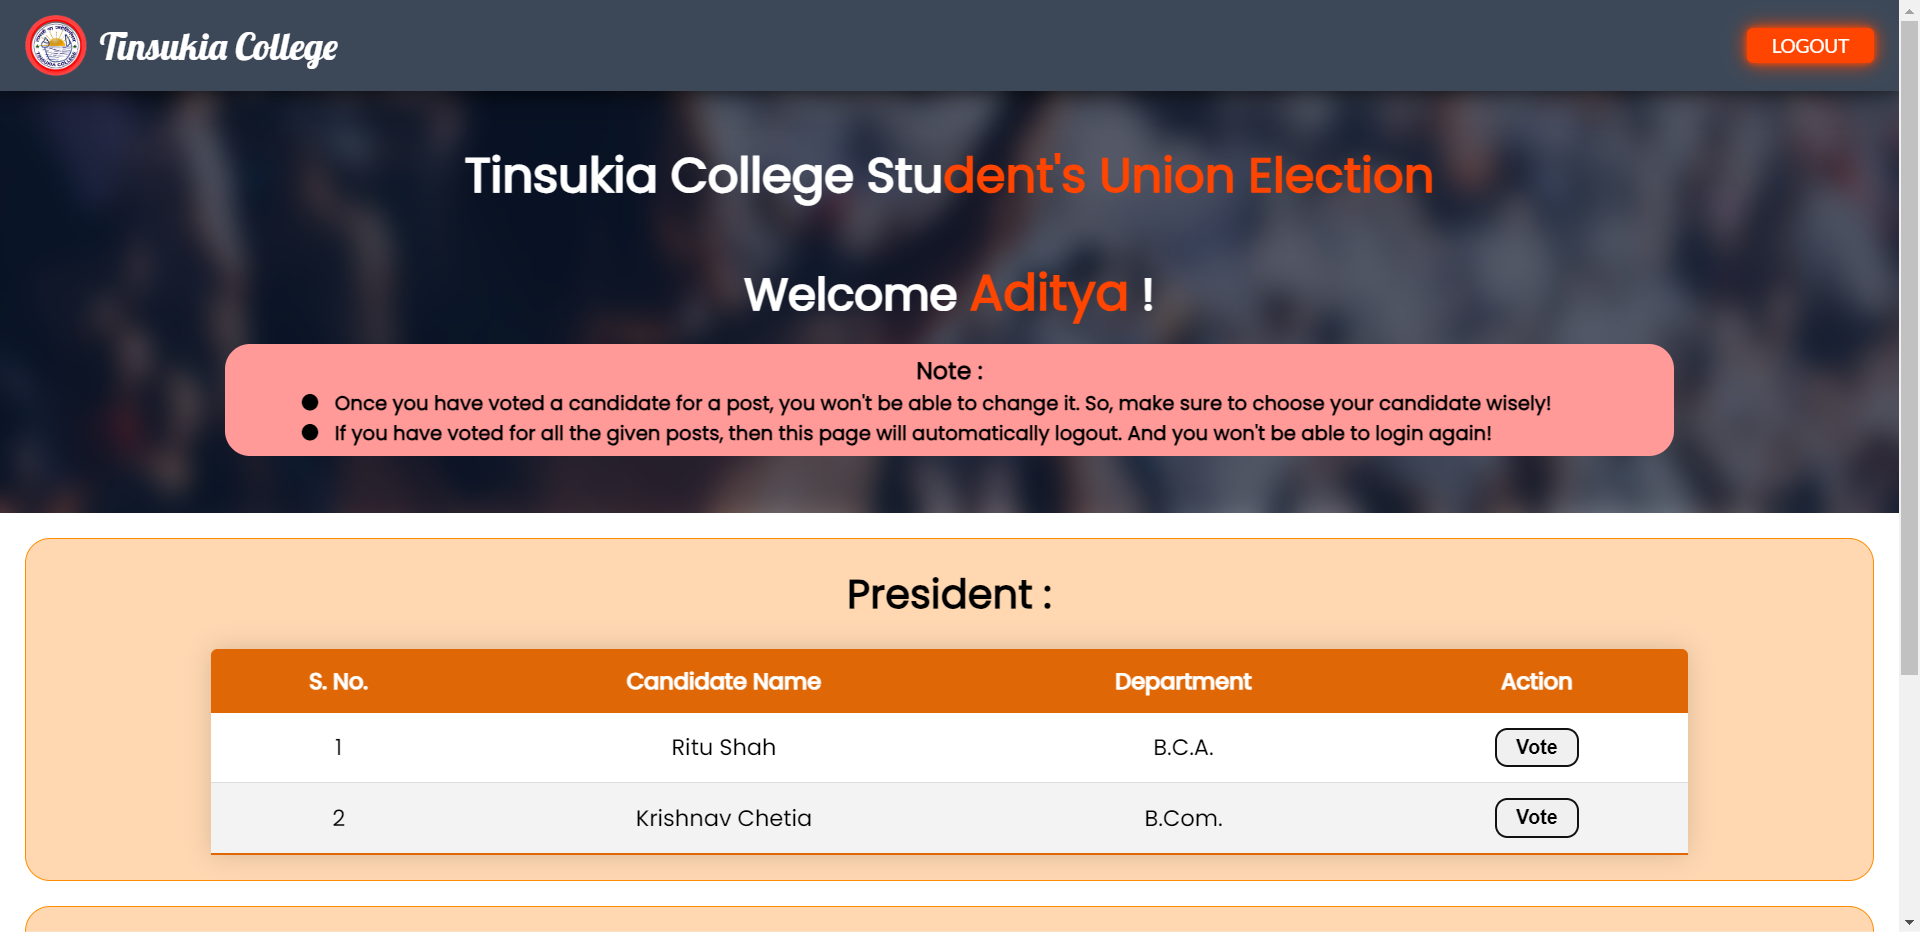 Tinsukia College
LOGOUT
Tinsukia College Student's Union Election
Welcome Aditya !
Note :
Once you have voted a candidate for a post, you won't be able to change it. So, make sure to choose your candidate wisely!
If you have voted for all the given posts, then this page will automatically logout. And you won't be able to login again!
President :
S. No. Candidate Name Department Action
1 Ritu Shah B.C.A. Vote
2 Krishnav Chetia B.Com. Vote